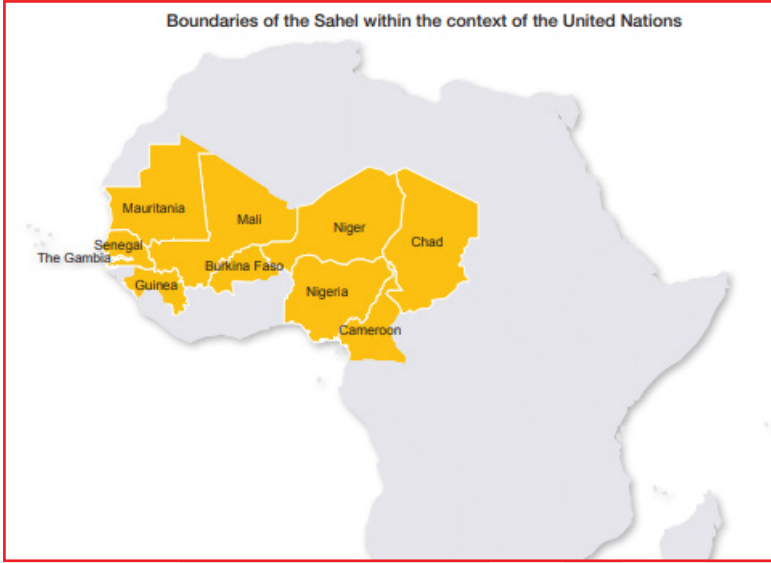 Boundaries of the Sahel within the context of the United Nations
Mauritania
Mali
Niger
Chad
Senegal
The Gambia
Burkina Faso
Guinea
Nigeria
Cameroon